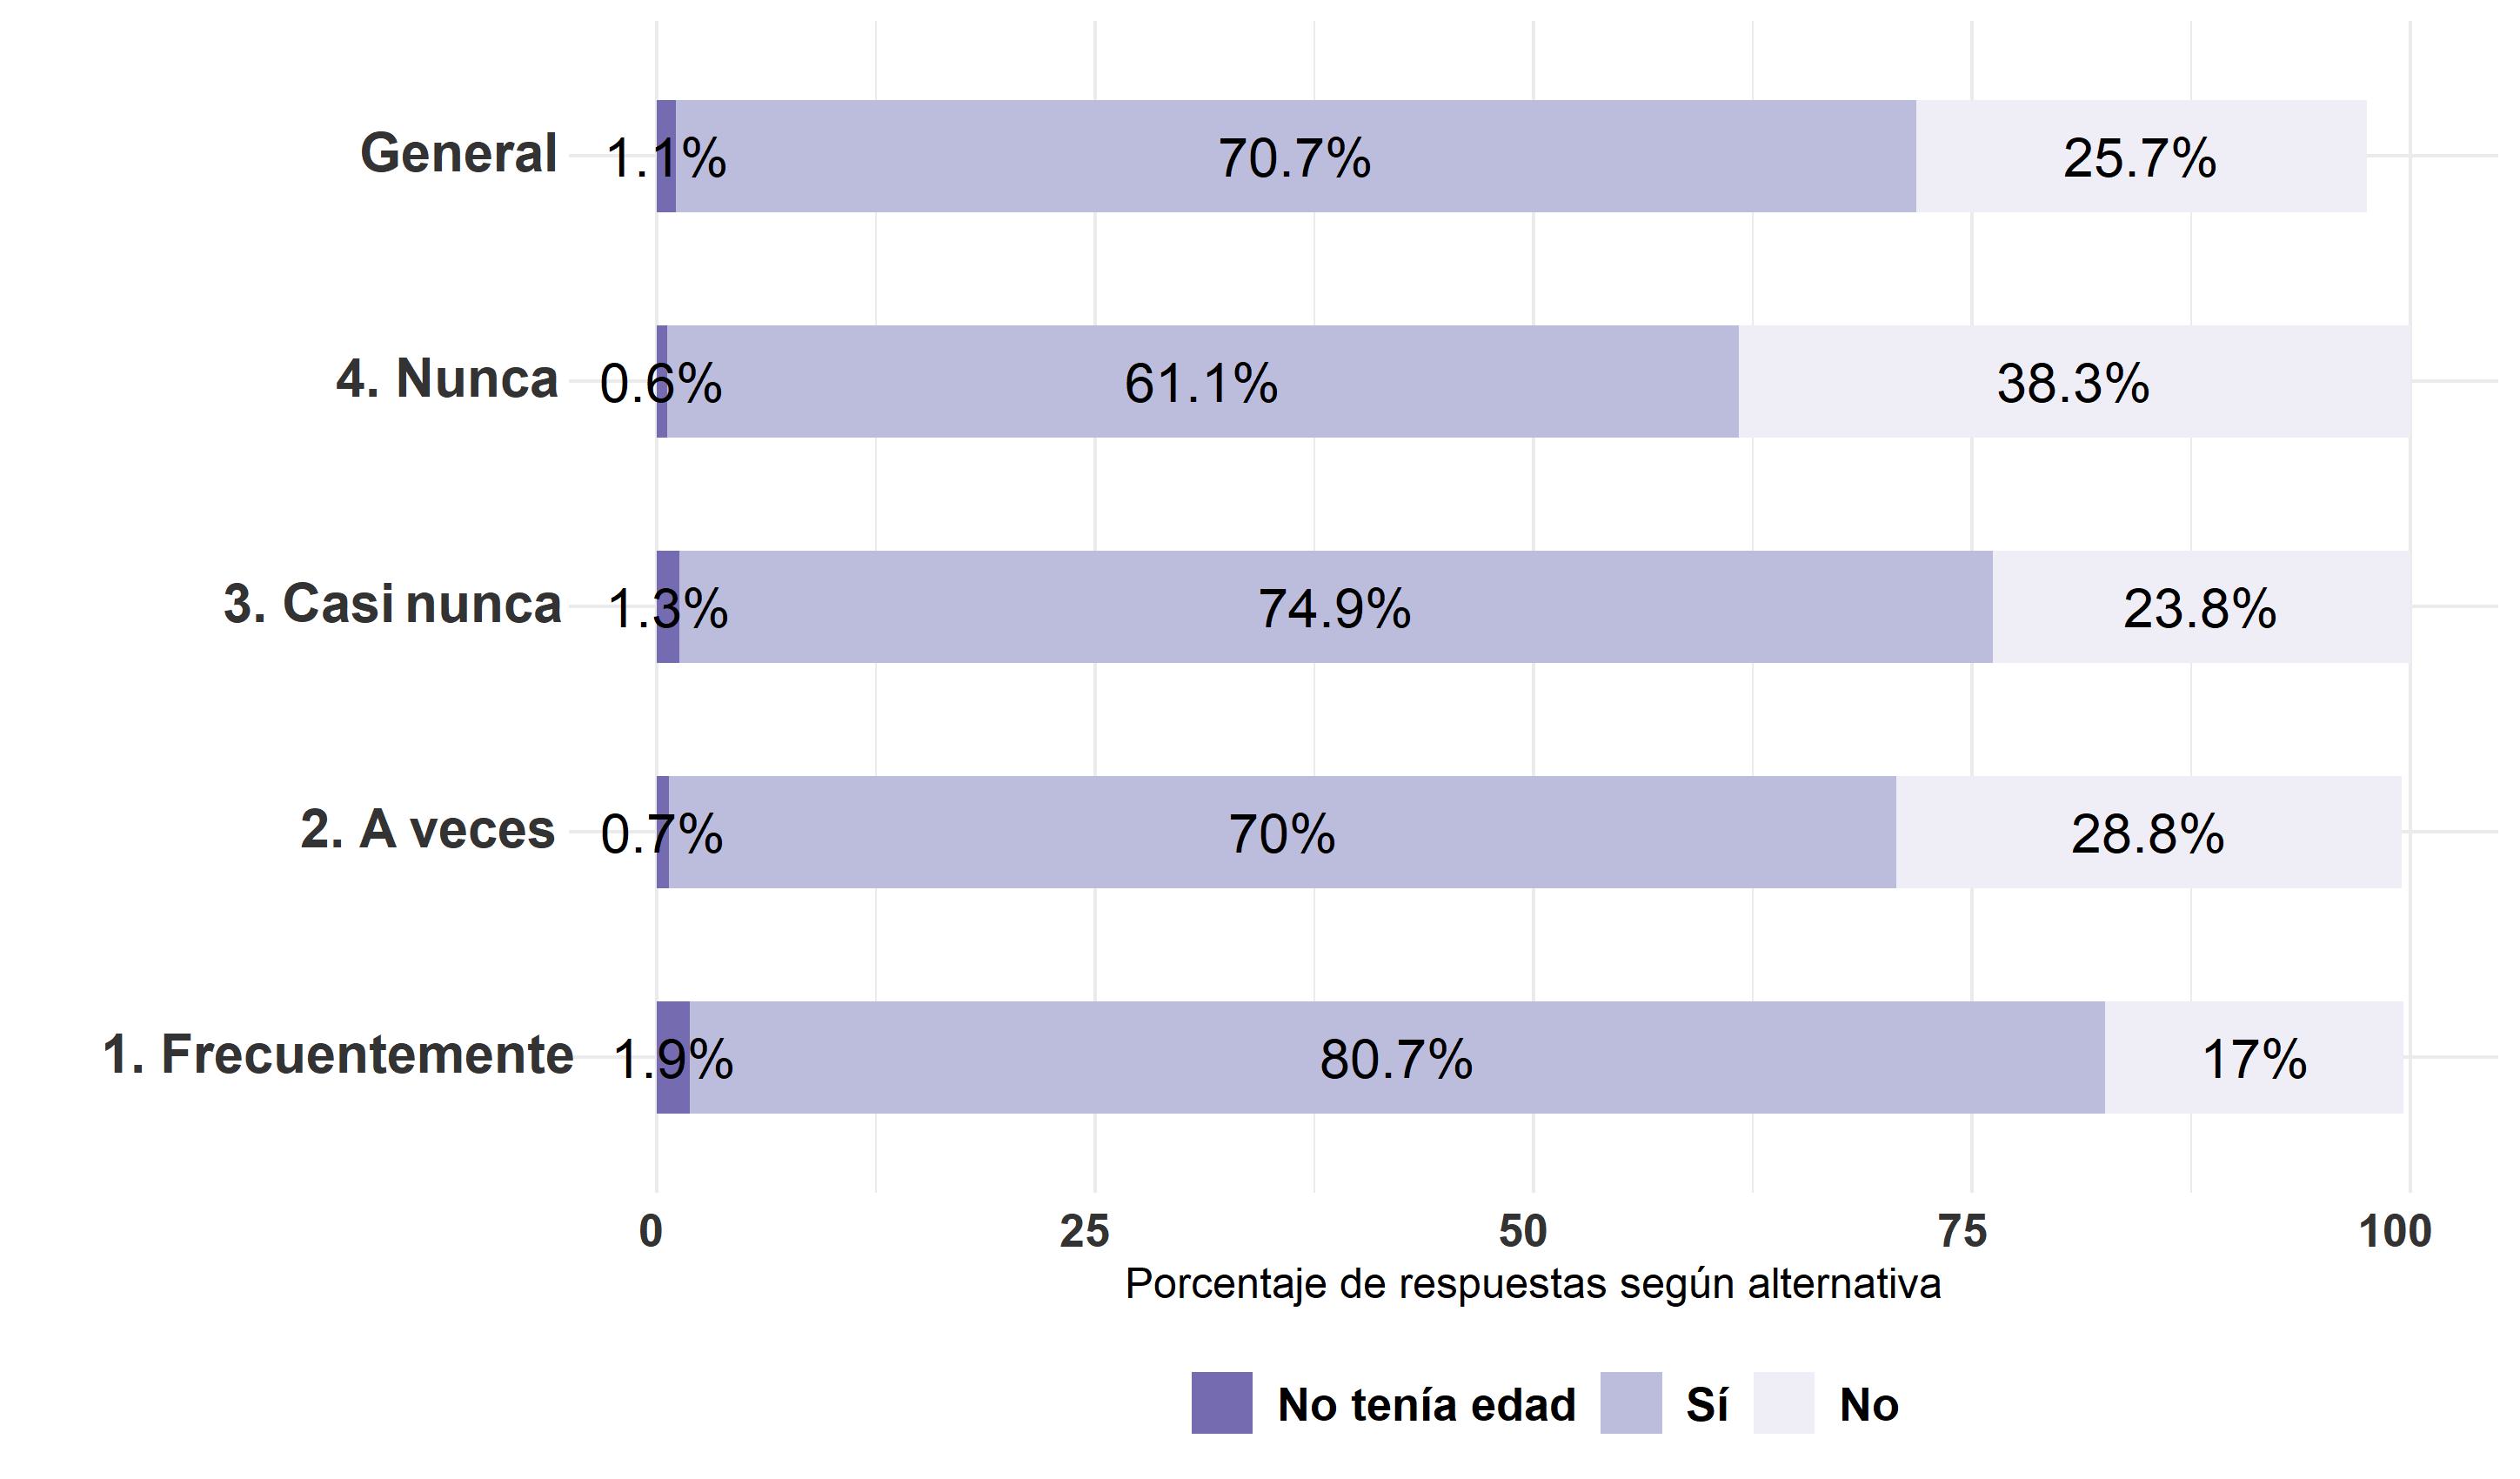 General 1.1% 70.7% 25.7%
4. Nunca 0.6% 61.1% 38.3%
3. Casi nunca 1.3% 74.9% 23.8%
2. A veces 0.7% 70% 28.8%
1. Frecuentemente 1.9% 80.7% 17%
0 25 50 75 100
Porcentaje de respuestas según alternativa
No tenía edad Sí No